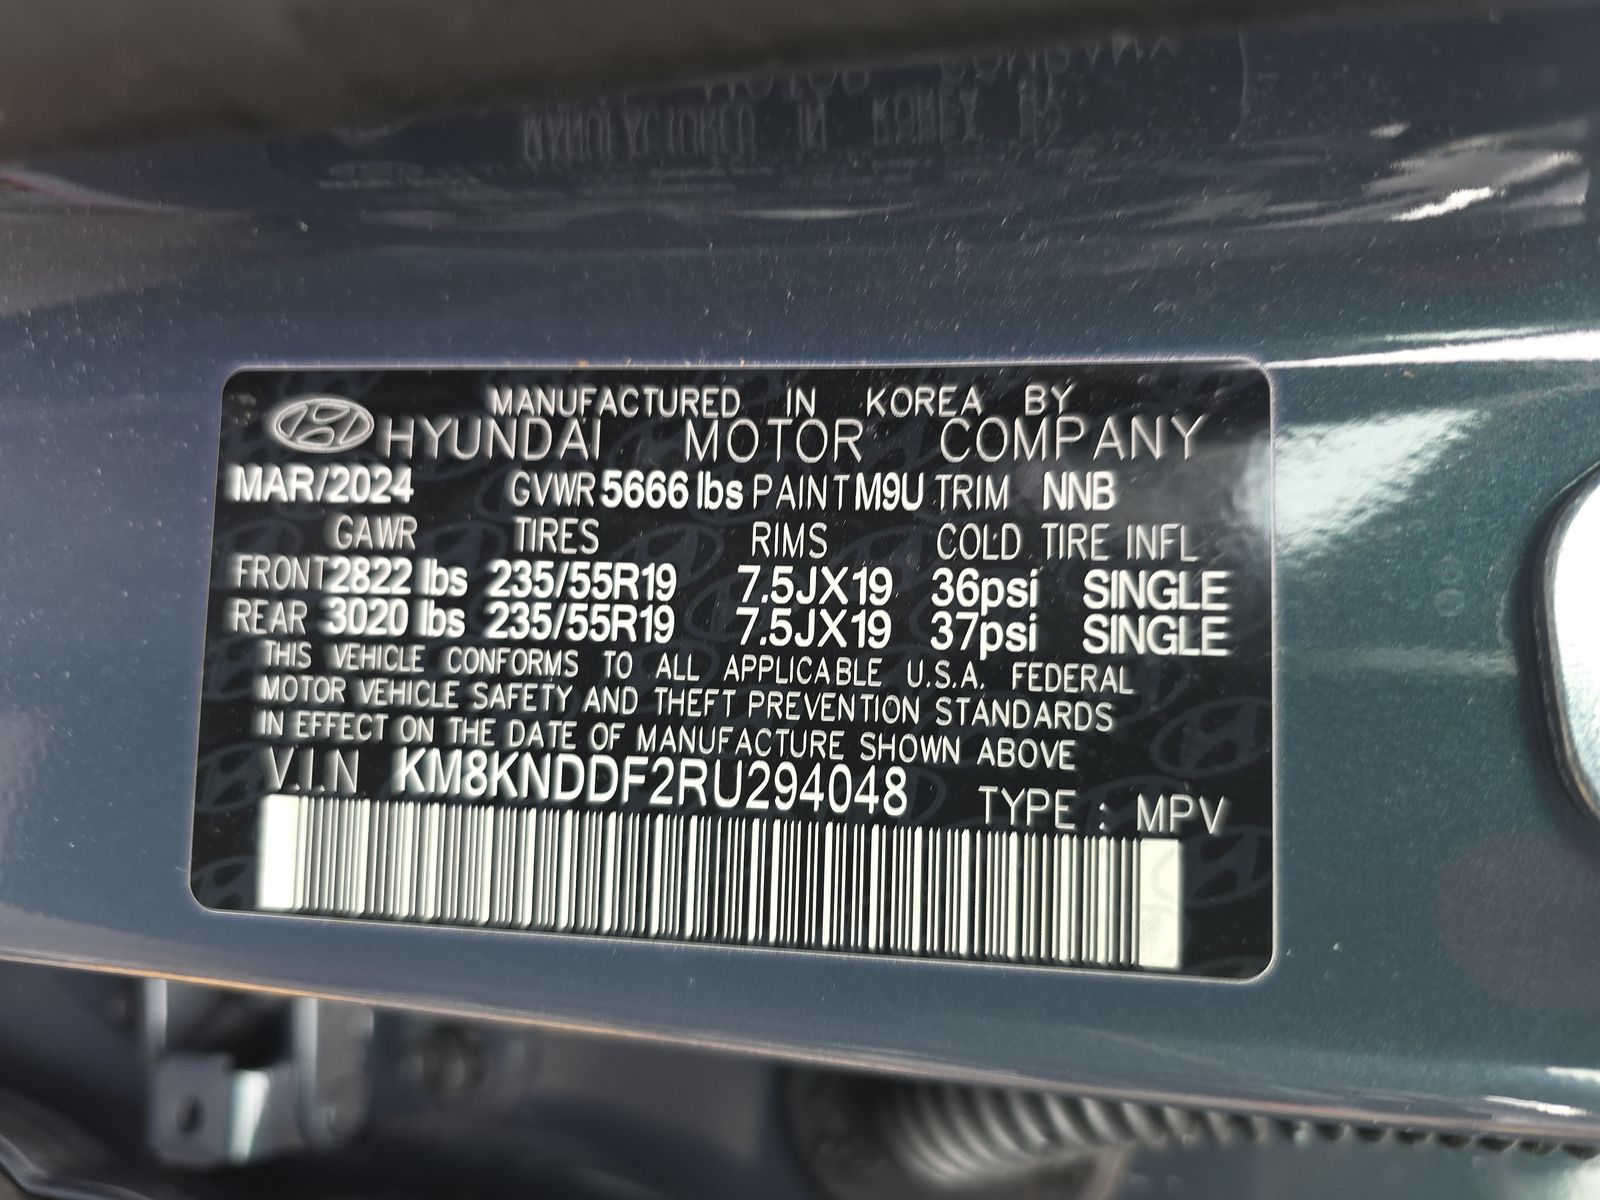 MANUFACTURED IN KOREA BY
HYUNDAI MOTOR COMPANY
MAR/2024 GVWR 5666 lbs PAINT M9U TRIM NNB
GAWR TIRES RIMS COLD TIRE INFL
FRONT 2822 lbs 235/55R19 7.5JX19 36psi SINGLE
REAR 3020 lbs 235/55R19 7.5JX19 37psi SINGLE
THIS VEHICLE CONFORMS TO ALL APPLICABLE U.S.A. FEDERAL
MOTOR VEHICLE SAFETY AND THEFT PREVENTION STANDARDS
IN EFFECT ON THE DATE OF MANUFACTURE SHOWN ABOVE
V.I.N KM8KNDDF2RU294048 TYPE : MPV